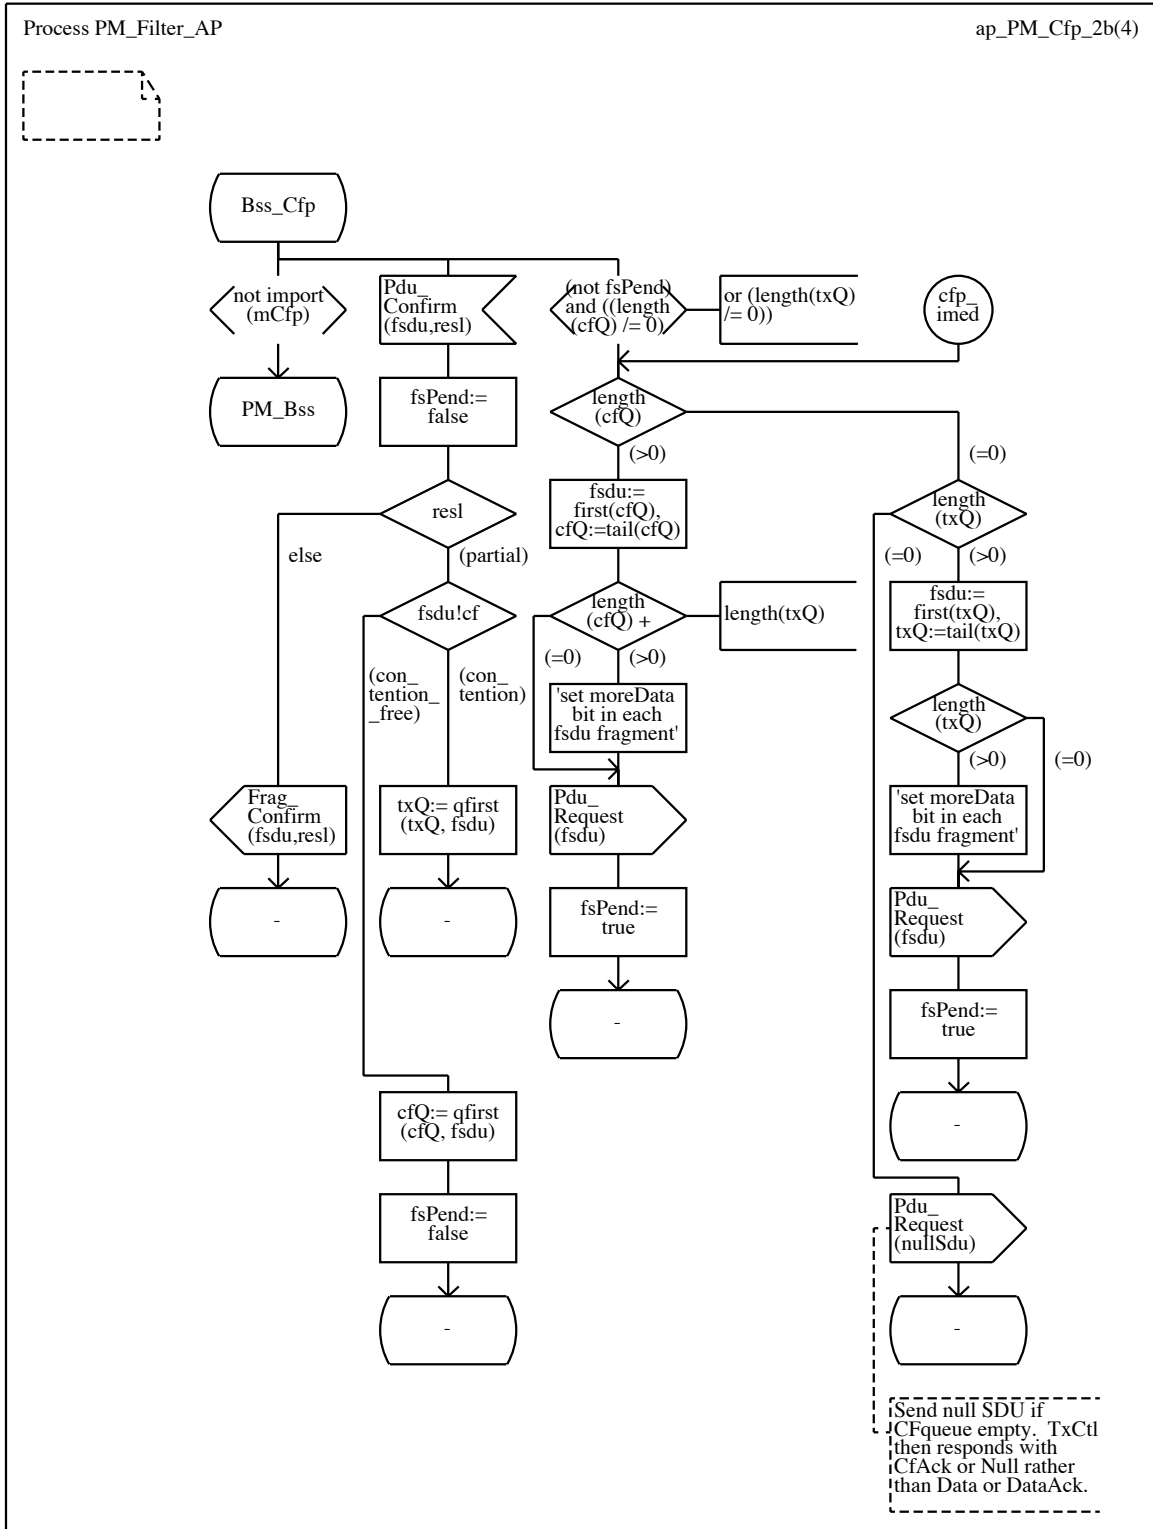 Process PM_Filter_AP
ap_PM_Cfp_2b(4)
Bss_Cfp
not import
(mCfp)
PM_Bss
Pdu_
Confirm
(fsdu,resl)
fsPend:=
false
resl
else
(partial)
fsdu!cf
(con_
tention_
_free)
(con_
tention)
Frag_
Confirm
(fsdu,resl)
-
txQ:= qfirst
(txQ, fsdu)
-
cfQ:= qfirst
(cfQ, fsdu)
fsPend:=
false
-
(not fsPend)
and ((length
(cfQ) /= 0)
or (length(txQ)
/= 0))
cfp_
imed
length
(cfQ)
(>0)
(=0)
fsdu:=
first(cfQ),
cfQ:=tail(cfQ)
length
(cfQ) +
length(txQ)
(=0)
(>0)
'set moreData
bit in each
fsdu fragment'
Pdu_
Request
(fsdu)
fsPend:=
true
-
length
(txQ)
(=0)
(>0)
fsdu:=
first(txQ),
txQ:=tail(txQ)
length
(txQ)
(>0)
(=0)
'set moreData
bit in each
fsdu fragment'
Pdu_
Request
(fsdu)
fsPend:=
true
-
Pdu_
Request
(nullSdu)
-
Send null SDU if
CFqueue empty.  TxCtl
then responds with
CfAck or Null rather
than Data or DataAck.